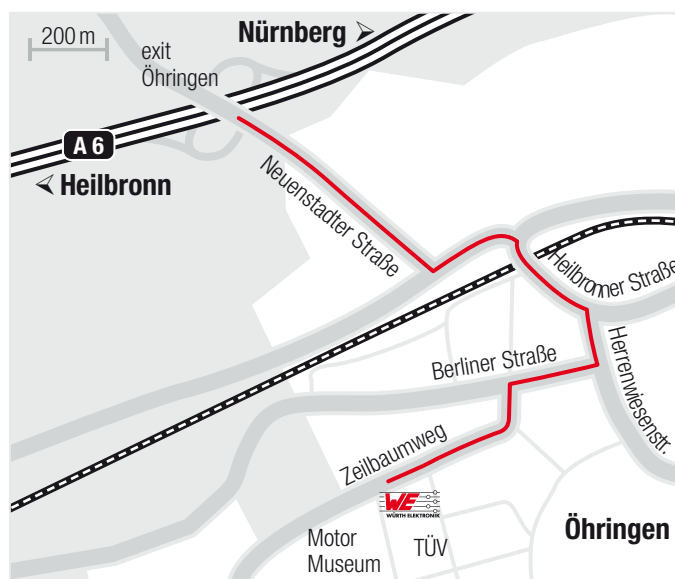 200 m
Nürnberg
exit
Öhringen
A 6
Heilbronn
Neuenstadter Straße
Heilbronner Straße
Berliner Straße
Herrenwiesenstr.
Zeilbaumweg
WE
WÜRTH ELEKTRONIK
Öhringen
Motor
Museum
TÜV